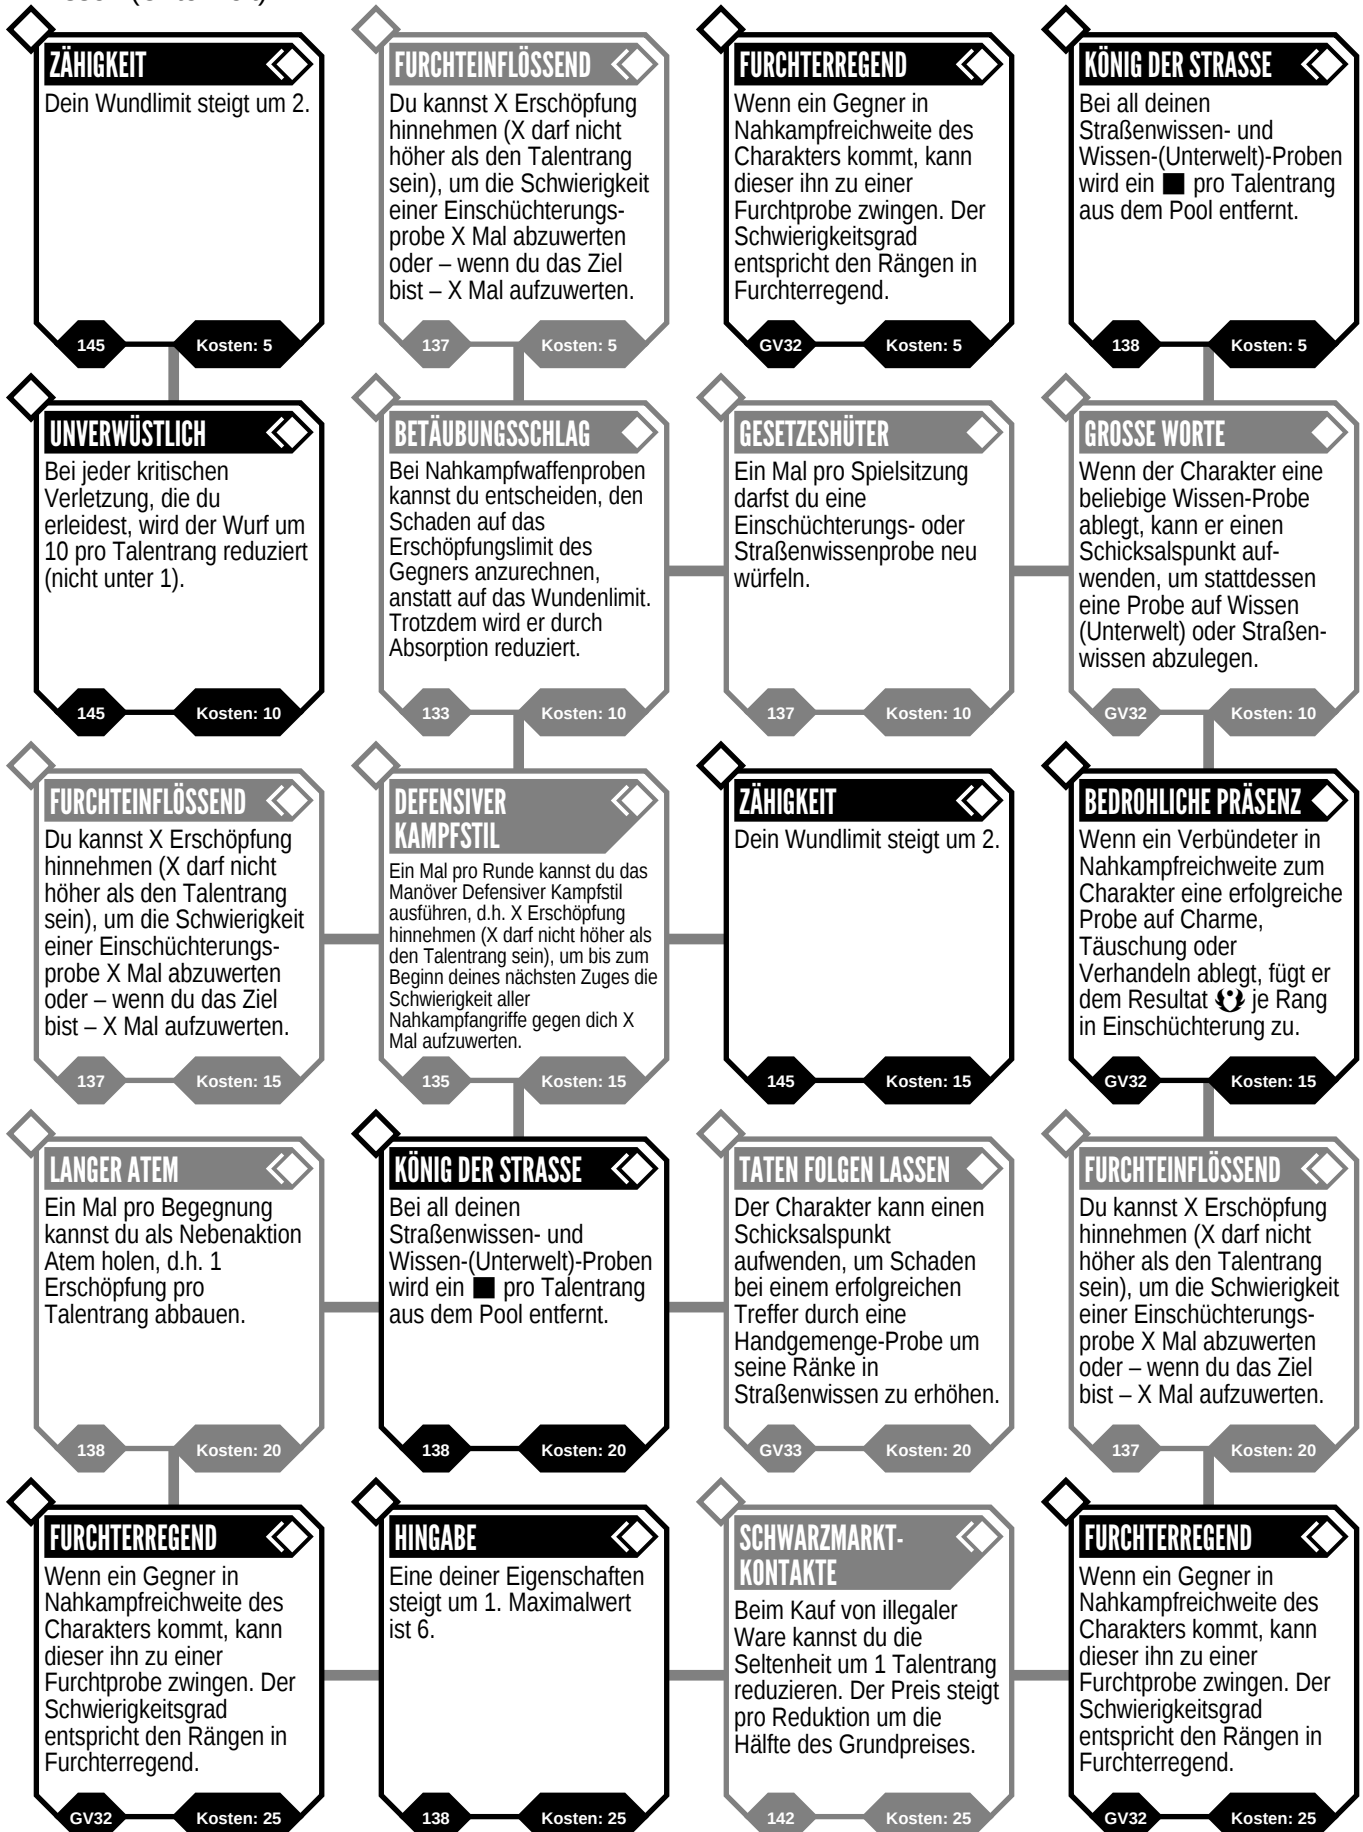 ZÄHIGKEIT
Dein Wundlimit steigt um 2.
145
Kosten: 5
FURCHTEINFLÖSSEND
Du kannst X Erschöpfung
hinnehmen (X darf nicht
höher als den Talentrang
sein), um die Schwierigkeit
einer Einschüchterungs-
probe X Mal abzuwerten
oder – wenn du das Ziel
bist – X Mal aufzuwerten.
137
Kosten: 5
FURCHTERREGEND
Wenn ein Gegner in
Nahkampfreichweite des
Charakters kommt, kann
dieser ihn zu einer
Furchtprobe zwingen. Der
Schwierigkeitsgrad
entspricht den Rängen in
Furchterregend.
GV32
Kosten: 5
KÖNIG DER STRASSE
Bei all deinen
Straßenwissen- und
Wissen-(Unterwelt)-Proben
wird ein ■ pro Talentrang
aus dem Pool entfernt.
138
Kosten: 5
UNVERWÜSTLICH
Bei jeder kritischen
Verletzung, die du
erleidest, wird der Wurf um
10 pro Talentrang reduziert
(nicht unter 1).
145
Kosten: 10
BETÄUBUNGSSCHLAG
Bei Nahkampfwaffenproben
kannst du entscheiden, den
Schaden auf das
Erschöpfungslimit des
Gegners anzurechnen,
anstatt auf das Wundenlimit.
Trotzdem wird er durch
Absorption reduziert.
133
Kosten: 10
GESETZESHÜTER
Ein Mal pro Spielsitzung
darfst du eine
Einschüchterungs- oder
Straßenwissenprobe neu
würfeln.
137
Kosten: 10
GROSSE WORTE
Wenn der Charakter eine
beliebige Wissen-Probe
ablegt, kann er einen
Schicksalspunkt auf-
wenden, um stattdessen
eine Probe auf Wissen
(Unterwelt) oder Straßen-
wissen abzulegen.
GV32
Kosten: 10
FURCHTEINFLÖSSEND
Du kannst X Erschöpfung
hinnehmen (X darf nicht
höher als den Talentrang
sein), um die Schwierigkeit
einer Einschüchterungs-
probe X Mal abzuwerten
oder – wenn du das Ziel
bist – X Mal aufzuwerten.
137
Kosten: 15
DEFENSIVER
KAMPFSTIL
Ein Mal pro Runde kannst du das
Manöver Defensiver Kampfstil
ausführen, d.h. X Erschöpfung
hinnehmen (X darf nicht höher als
den Talentrang sein), um bis zum
Beginn deines nächsten Zuges die
Schwierigkeit aller
Nahkampfangriffe gegen dich X
Mal aufzuwerten.
135
Kosten: 15
ZÄHIGKEIT
Dein Wundlimit steigt um 2.
145
Kosten: 15
BEDROHLICHE PRÄSENZ
Wenn ein Verbündeter in
Nahkampfreichweite zum
Charakter eine erfolgreiche
Probe auf Charme,
Täuschung oder
Verhandeln ablegt, fügt er
dem Resultat je Rang
in Einschüchterung zu.
GV32
Kosten: 15
LANGER ATEM
Ein Mal pro Begegnung
kannst du als Nebenaktion
Atem holen, d.h. 1
Erschöpfung pro
Talentrang abbauen.
138
Kosten: 20
KÖNIG DER STRASSE
Bei all deinen
Straßenwissen- und
Wissen-(Unterwelt)-Proben
wird ein ■ pro Talentrang
aus dem Pool entfernt.
138
Kosten: 20
TATEN FOLGEN LASSEN
Der Charakter kann einen
Schicksalspunkt
aufwenden, um Schaden
bei einem erfolgreichen
Treffer durch eine
Handgemenge-Probe um
seine Ränke in
Straßenwissen zu erhöhen.
GV33
Kosten: 20
FURCHTEINFLÖSSEND
Du kannst X Erschöpfung
hinnehmen (X darf nicht
höher als den Talentrang
sein), um die Schwierigkeit
einer Einschüchterungs-
probe X Mal abzuwerten
oder – wenn du das Ziel
bist – X Mal aufzuwerten.
137
Kosten: 20
FURCHTERREGEND
Wenn ein Gegner in
Nahkampfreichweite des
Charakters kommt, kann
dieser ihn zu einer
Furchtprobe zwingen. Der
Schwierigkeitsgrad
entspricht den Rängen in
Furchterregend.
GV32
Kosten: 25
HINGABE
Eine deiner Eigenschaften
steigt um 1. Maximalwert
ist 6.
138
Kosten: 25
SCHWARZMARKT-
KONTAKTE
Beim Kauf von illegaler
Ware kannst du die
Seltenheit um 1 Talentrang
reduzieren. Der Preis steigt
pro Reduktion um die
Hälfte des Grundpreises.
142
Kosten: 25
FURCHTERREGEND
Wenn ein Gegner in
Nahkampfreichweite des
Charakters kommt, kann
dieser ihn zu einer
Furchtprobe zwingen. Der
Schwierigkeitsgrad
entspricht den Rängen in
Furchterregend.
GV32
Kosten: 25